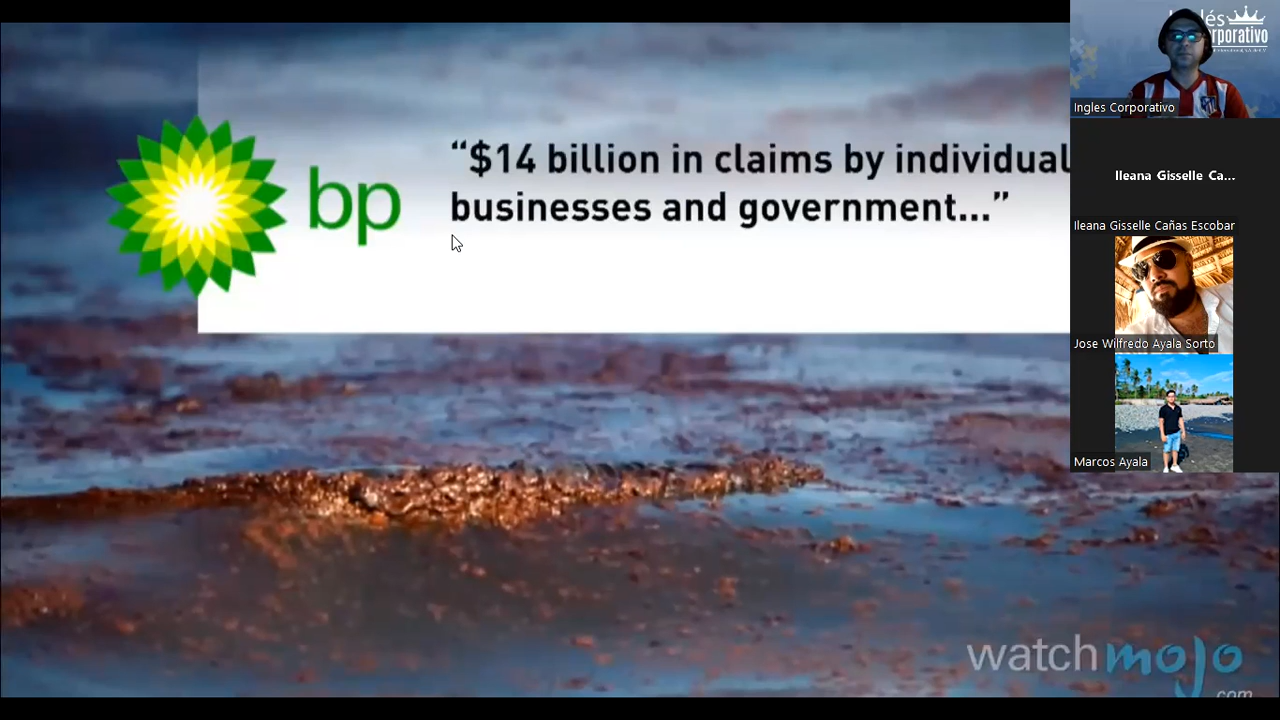 bp
“$14 billion in claims by individual
businesses and government...”
watchmojo
.com
Inglés
Corporativo
Ingles Corporativo
Ileana Gisselle Ca...
Ileana Gisselle Cañas Escobar
Jose Wilfredo Ayala Sorto
Marcos Ayala